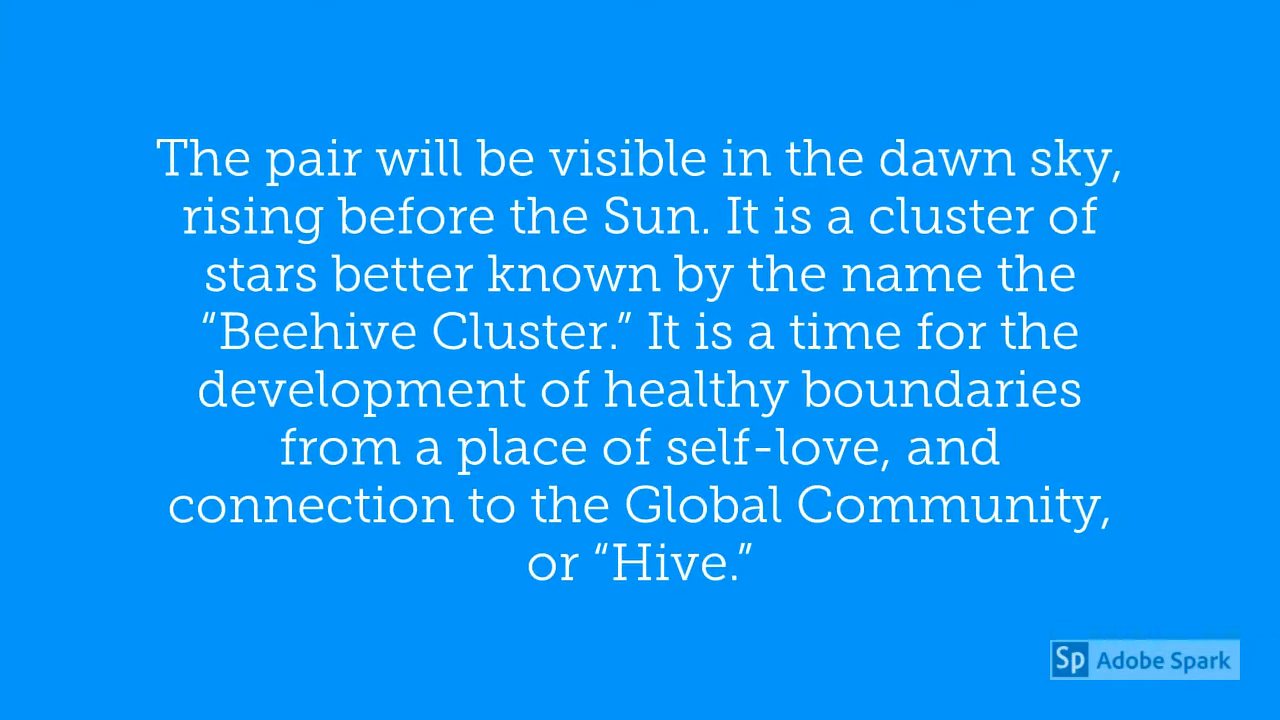 The pair will be visible in the dawn sky,
rising before the Sun. It is a cluster of
stars better known by the name the
“Beehive Cluster.” It is a time for the
development of healthy boundaries
from a place of self-love, and
connection to the Global Community,
or “Hive.”
Sp Adobe Spark